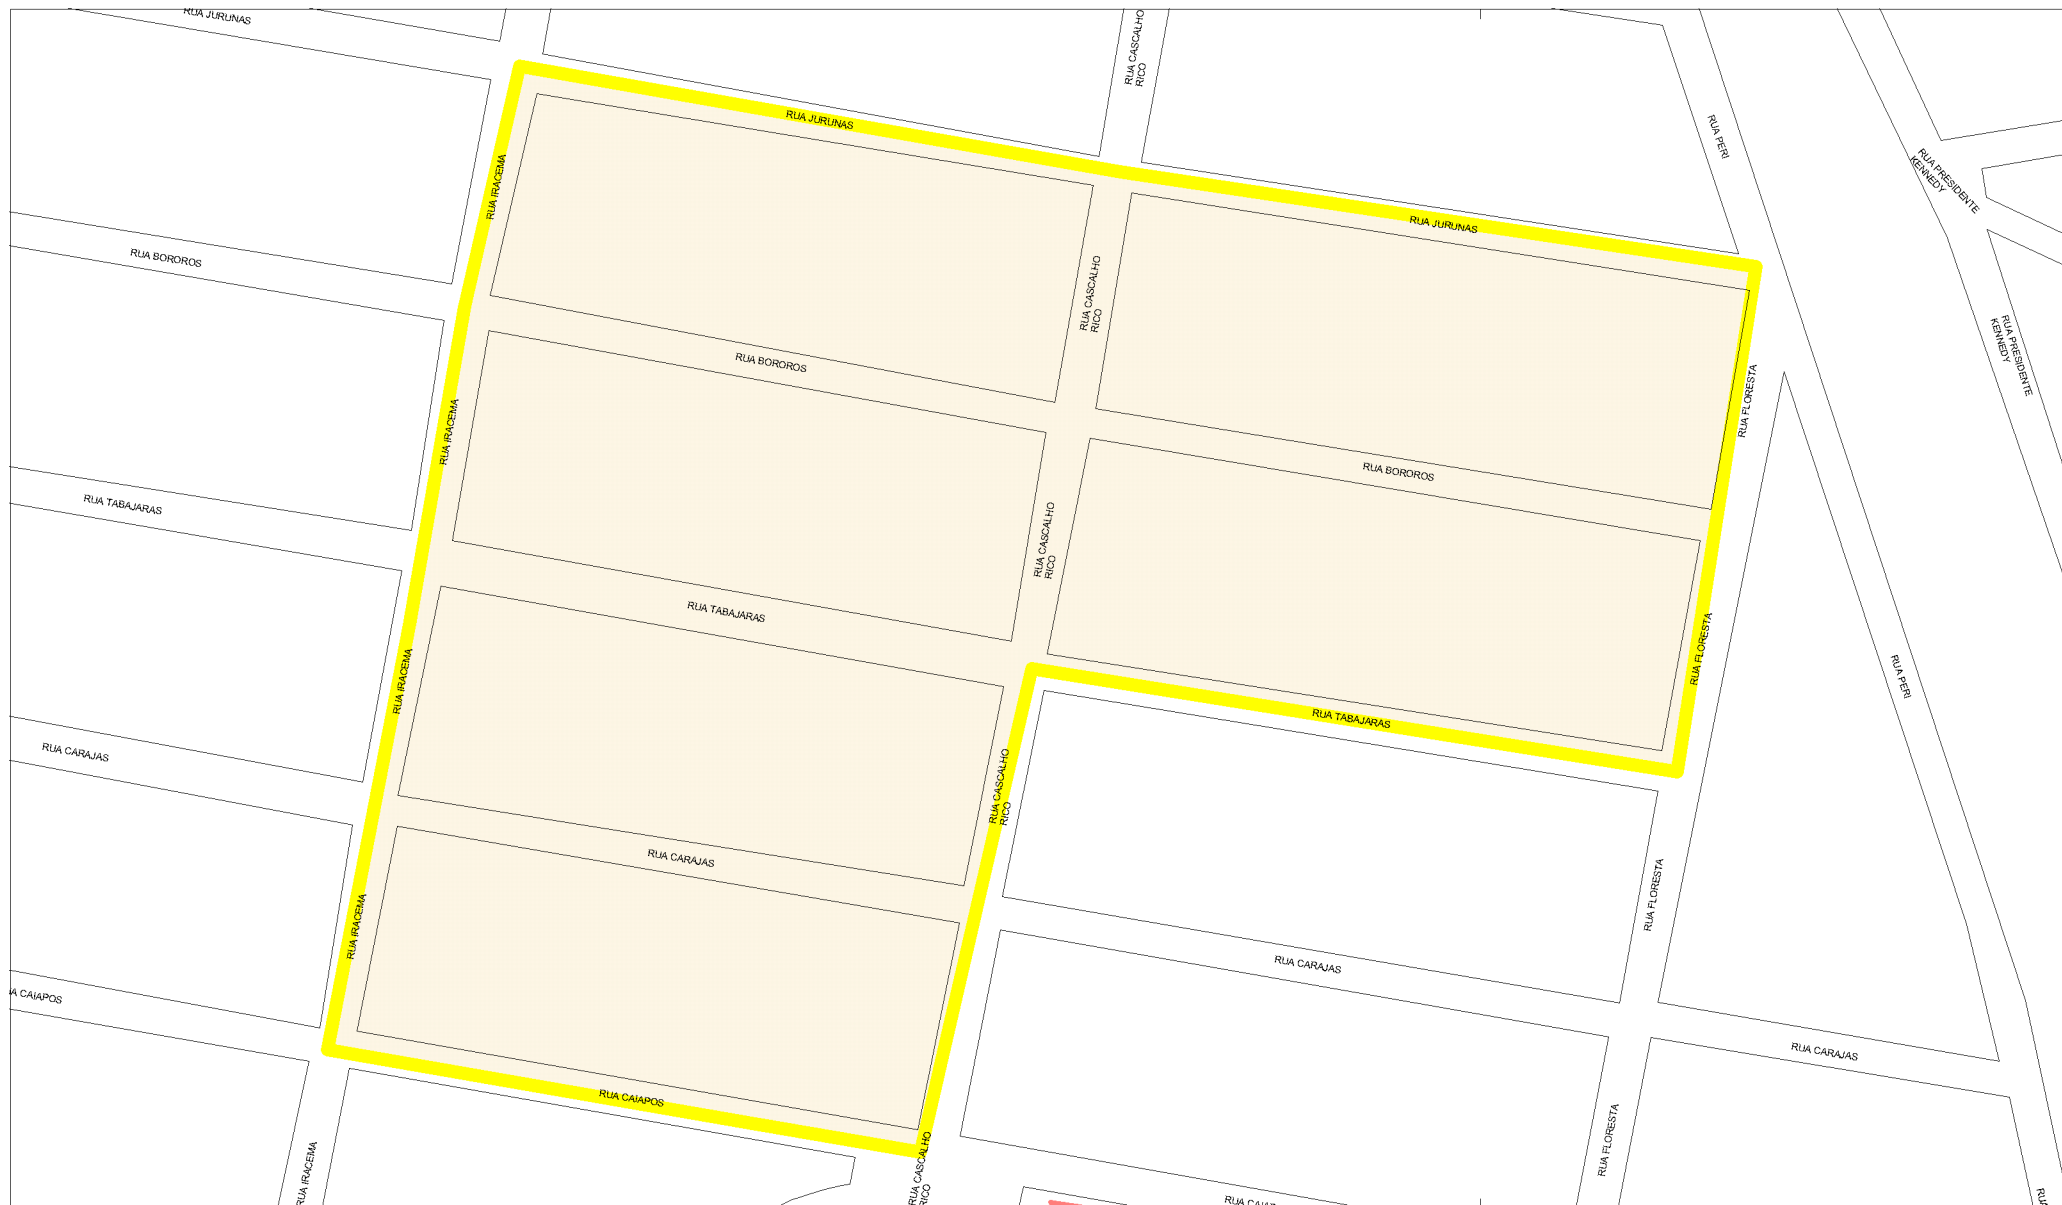 RUA JURUNAS
RUA CASCALHO
RICO
RUA JURUNAS
RUA PERI
RUA PRESIDENTE
KENNEDY
RUA IRACEMA
RUA JURUNAS
RUA BOROROS
RUA CASCALHO
RICO
RUA PRESIDENTE
KENNEDY
RUA BOROROS
RUA FLORESTA
RUA IRACEMA
RUA BOROROS
RUA TABAJARAS
RUA CASCALHO
RICO
RUA TABAJARAS
RUA FLORESTA
RUA PERI
RUA IRACEMA
RUA TABAJARAS
RUA CARAJAS
RUA CASCALHO
RICO
RUA CARAJAS
RUA FLORESTA
RUA IRACEMA
RUA CARAJAS
UA CAIAPOS
RUA CARAJAS
RUA CAIAPOS
RUA FLORESTA
RUA IRACEMA
RUA CASCALHO
RICO